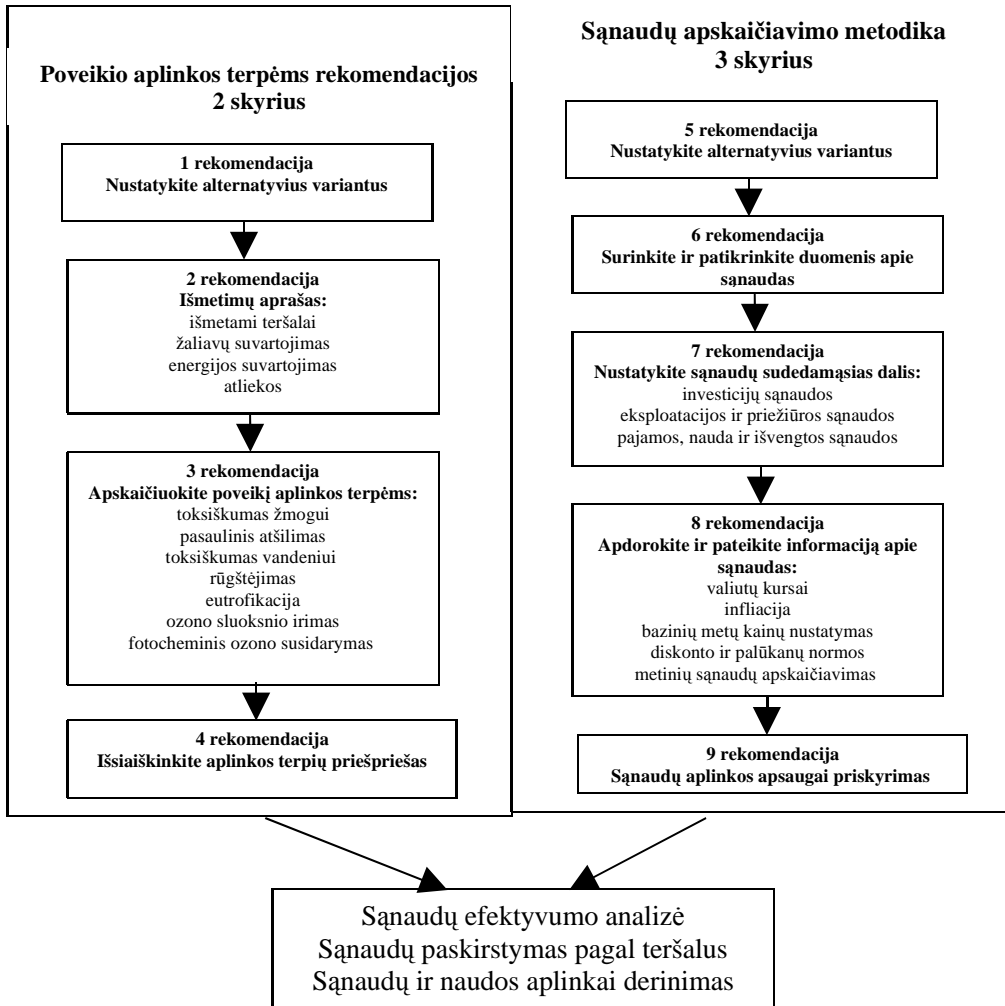 Poveikio aplinkos terpėms rekomendacijos
2 skyrius
1 rekomendacija
Nustatykite alternatyvius variantus
2 rekomendacija
Išmetimų aprašas:
išmetami teršalai
žaliavų suvartojimas
energijos suvartojimas
atliekos
3 rekomendacija
Apskaičiuokite poveikį aplinkos terpėms:
toksiškumas žmogui
pasaulinis atšilimas
toksiškumas vandeniui
rūgštėjimas
eutrofikacija
ozono sluoksnio irimas
fotocheminis ozono susidarymas
4 rekomendacija
Išsiaiškinkite aplinkos terpių priešpriešas
Sąnaudų apskaičiavimo metodika
3 skyrius
5 rekomendacija
Nustatykite alternatyvius variantus
6 rekomendacija
Surinkite ir patikrinkite duomenis apie
sąnaudas
7 rekomendacija
Nustatykite sąnaudų sudedamąsias dalis:
investicijų sąnaudos
eksploatacijos ir priežiūros sąnaudos
pajamos, nauda ir išvengtos sąnaudos
8 rekomendacija
Apdorokite ir pateikite informaciją apie
sąnaudas:
valiutų kursai
infliacija
bazinių metų kainų nustatymas
diskonto ir palūkanų normos
metinių sąnaudų apskaičiavimas
9 rekomendacija
Sąnaudų aplinkos apsaugai priskyrimas
Sąnaudų efektyvumo analizė
Sąnaudų paskirstymas pagal teršalus
Sąnaudų ir naudos aplinkai derinimas